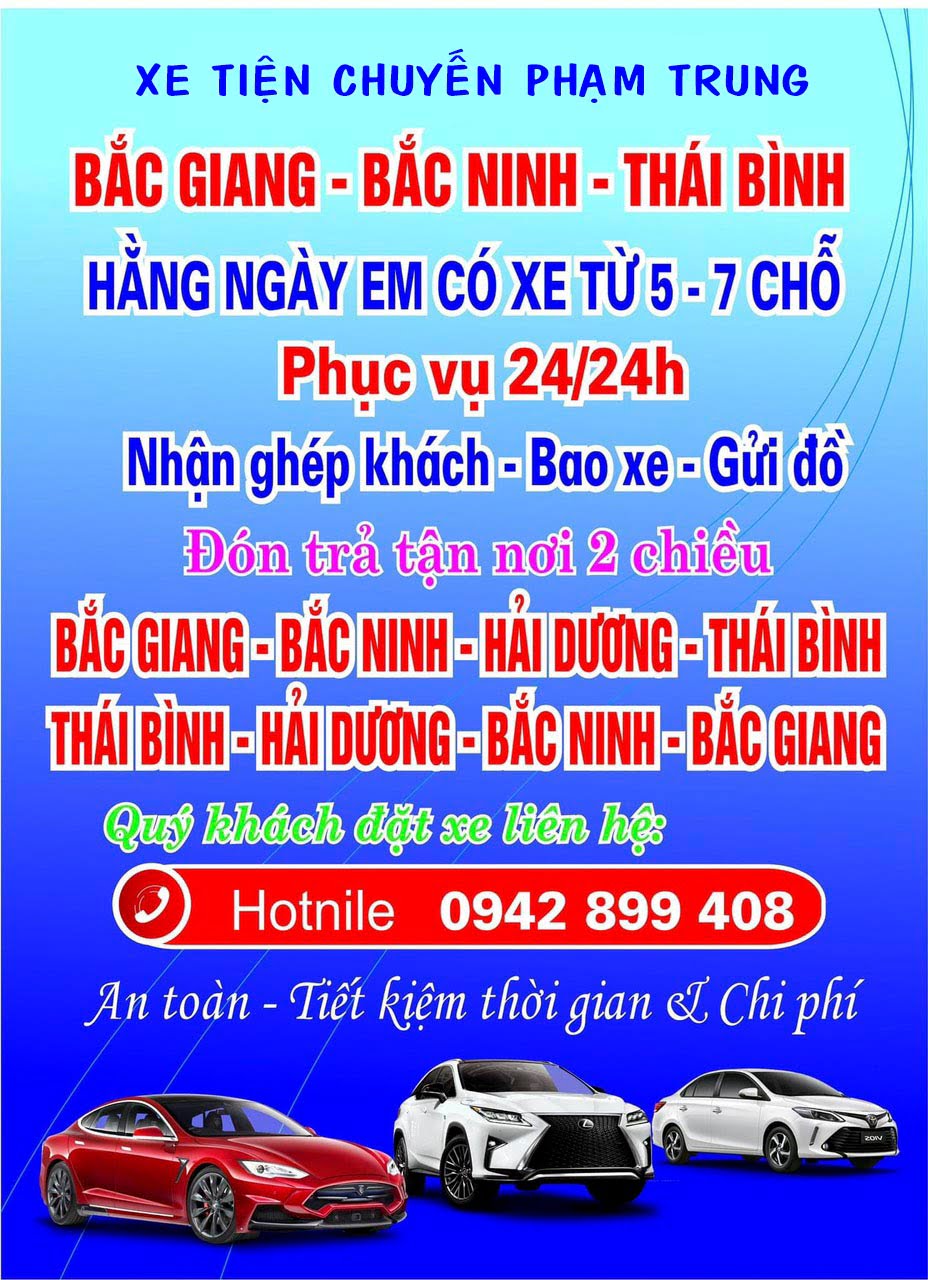 XE TIỆN CHUYẾN PHẠM TRUNG
BẮC GIANG - BẮC NINH - THÁI BÌNH
HẰNG NGÀY EM CÓ XE TỪ 5 - 7 CHỖ
Phục vụ 24/24h
Nhận ghép khách - Bao xe - Gửi đồ
Đón trả tận nơi 2 chiều
BẮC GIANG - BẮC NINH - HẢI DƯƠNG - THÁI BÌNH
THÁI BÌNH - HẢI DƯƠNG - BẮC NINH - BẮC GIANG
Quý khách đặt xe liên hệ:
Hotnile 0942 899 408
An toàn - Tiết kiệm thời gian & Chi phí
VIOS